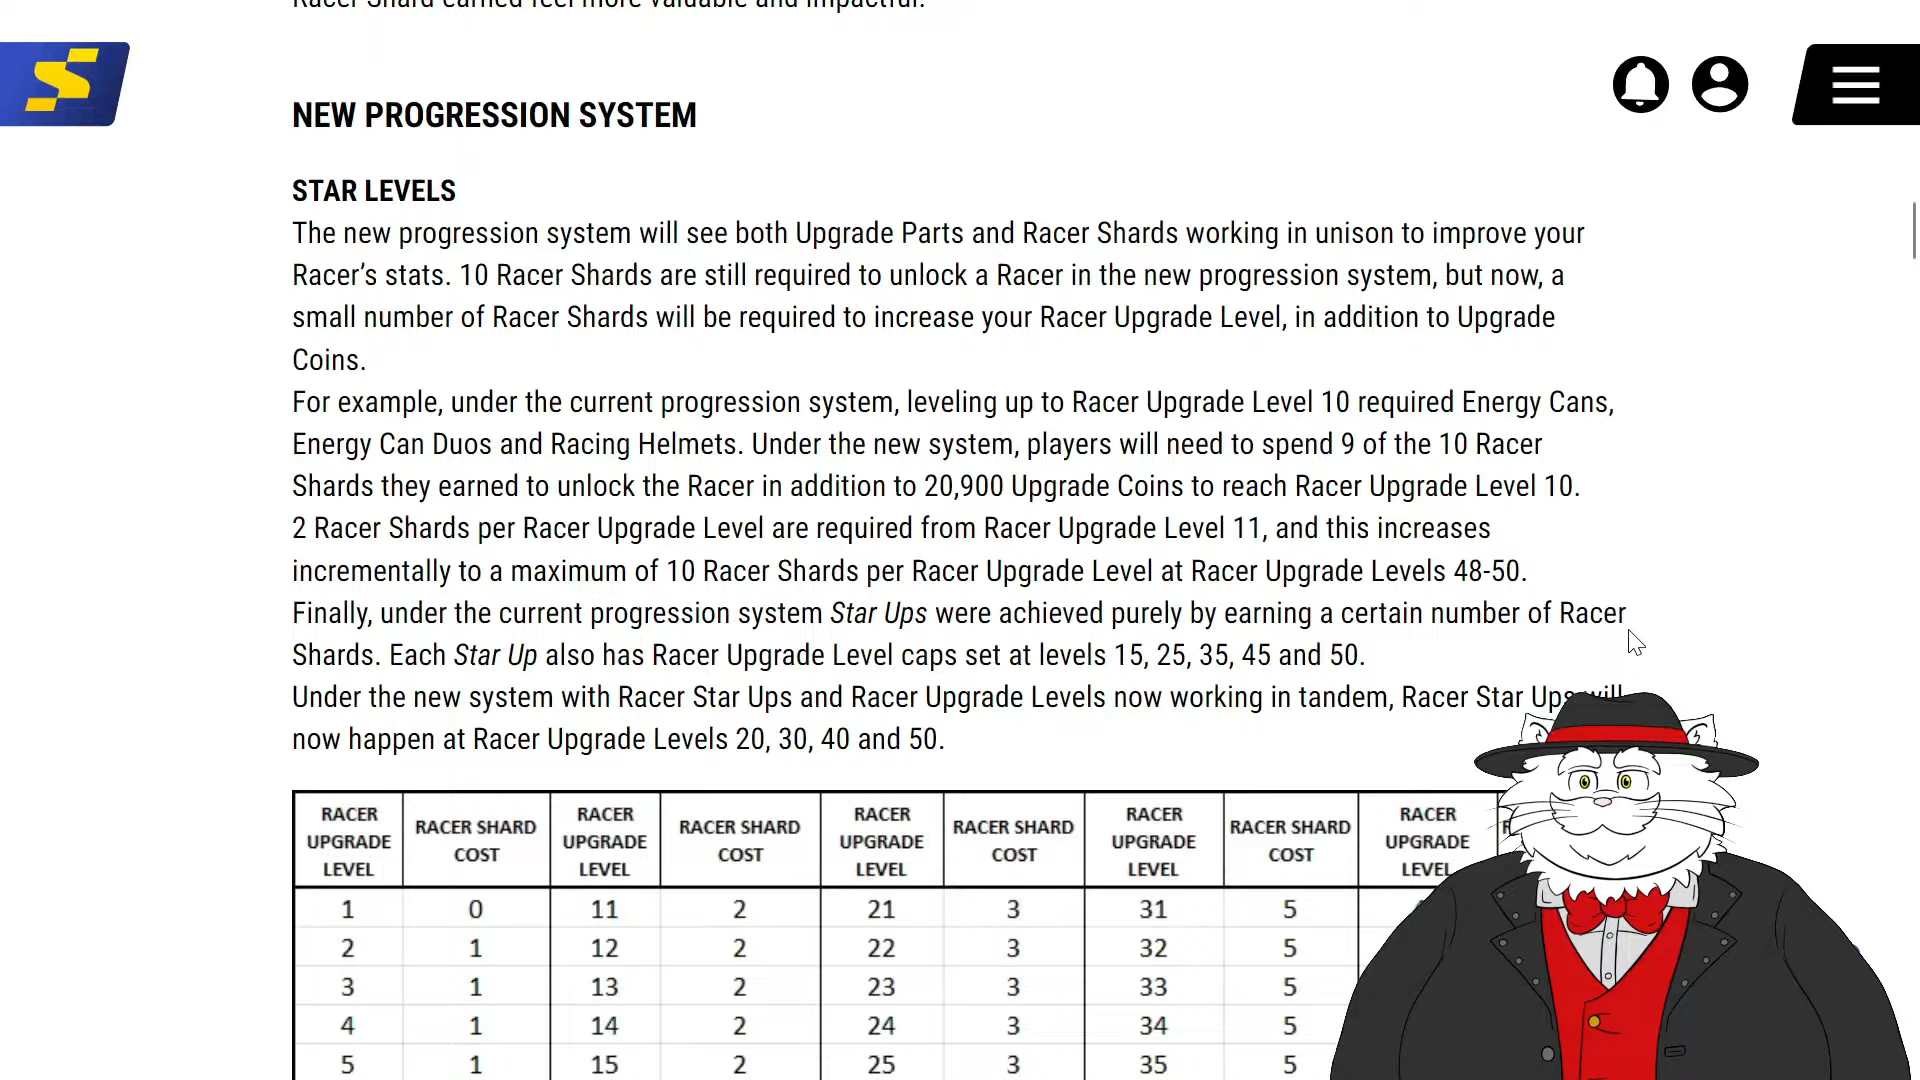 Racer Shard earned feel more valuable and impactful.
NEW PROGRESSION SYSTEM
STAR LEVELS
The new progression system will see both Upgrade Parts and Racer Shards working in unison to improve your
Racer’s stats. 10 Racer Shards are still required to unlock a Racer in the new progression system, but now, a
small number of Racer Shards will be required to increase your Racer Upgrade Level, in addition to Upgrade
Coins.
For example, under the current progression system, leveling up to Racer Upgrade Level 10 required Energy Cans,
Energy Can Duos and Racing Helmets. Under the new system, players will need to spend 9 of the 10 Racer
Shards they earned to unlock the Racer in addition to 20,900 Upgrade Coins to reach Racer Upgrade Level 10.
2 Racer Shards per Racer Upgrade Level are required from Racer Upgrade Level 11, and this increases
incrementally to a maximum of 10 Racer Shards per Racer Upgrade Level at Racer Upgrade Levels 48-50.
Finally, under the current progression system Star Ups were achieved purely by earning a certain number of Racer
Shards. Each Star Up also has Racer Upgrade Level caps set at levels 15, 25, 35, 45 and 50.
Under the new system with Racer Star Ups and Racer Upgrade Levels now working in tandem, Racer Star Ups will
now happen at Racer Upgrade Levels 20, 30, 40 and 50.
RACER UPGRADE LEVEL RACER SHARD COST RACER UPGRADE LEVEL RACER SHARD COST RACER UPGRADE LEVEL RACER SHARD COST RACER UPGRADE LEVEL RACER SHARD COST RACER UPGRADE LEVEL
1 0 11 2 21 3 31 5
2 1 12 2 22 3 32 5
3 1 13 2 23 3 33 5
4 1 14 2 24 3 34 5
5 1 15 2 25 3 35 5